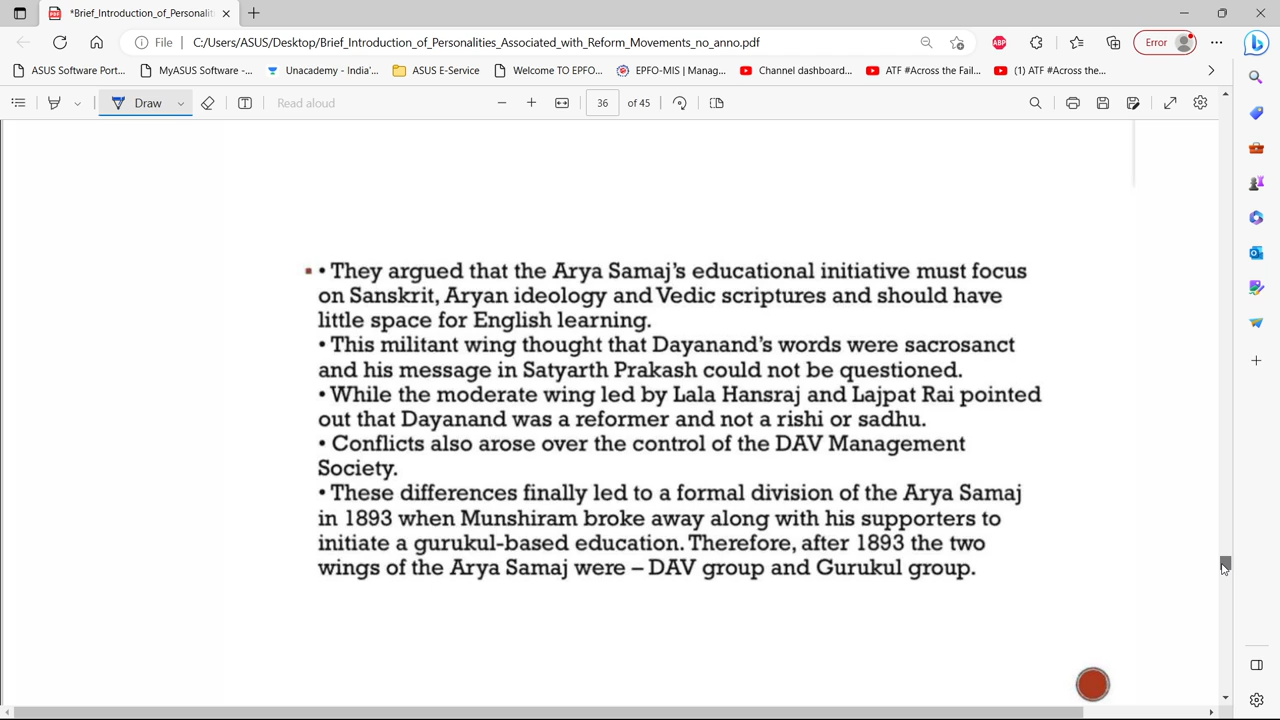 *Brief_Introduction_of_Personalit
File
C:/Users/ASUS/Desktop/Brief_Introduction_of_Personalities_Associated_with_Reform_Movements_no_anno.pdf
ABP
Error
ASUS Software Port...
MyASUS Software -...
Unacademy - India'...
ASUS E-Service
Welcome To EPFO...
EPFO-MIS | Manag...
Channel dashboard...
ATF #Across the Fail...
(1) ATF #Across the...
Draw
Read aloud
36
of 45
• They argued that the Arya Samaj's educational initiative must focus
on Sanskrit, Aryan ideology and Vedic scriptures and should have
little space for English learning.
• This militant wing thought that Dayanand's words were sacrosanct
and his message in Satyarth Prakash could not be questioned.
• While the moderate wing led by Lala Hansraj and Lajpat Rai pointed
out that Dayanand was a reformer and not a rishi or sadhu.
• Conflicts also arose over the control of the DAV Management
Society.
• These differences finally led to a formal division of the Arya Samaj
in 1893 when Munshiram broke away along with his supporters to
initiate a gurukul-based education. Therefore, after 1893 the two
wings of the Arya Samaj were – DAV group and Gurukul group.